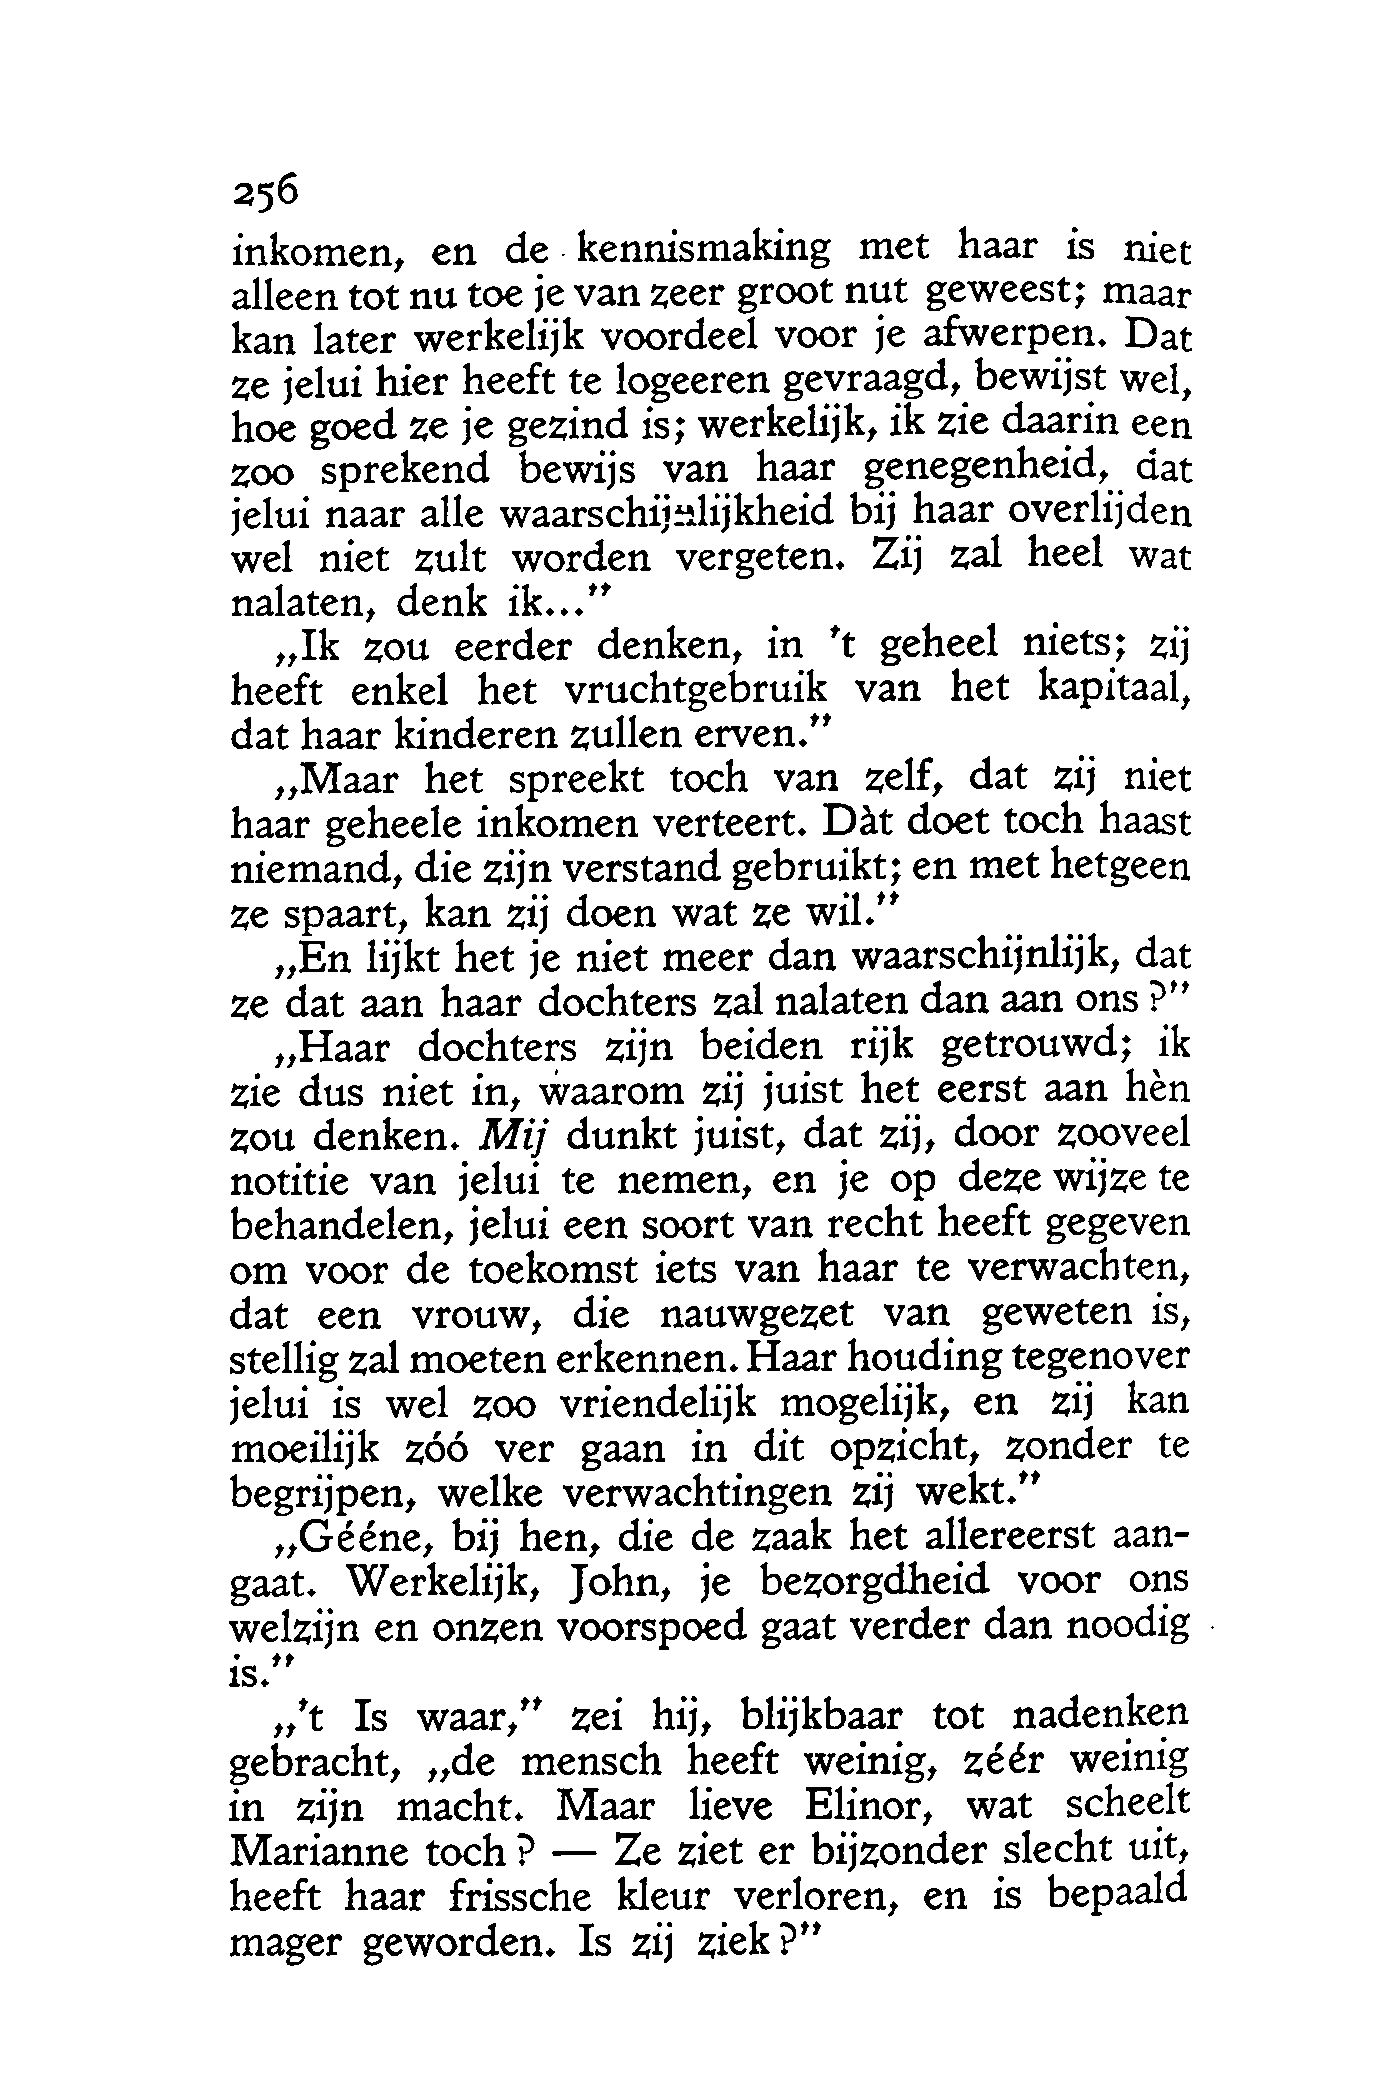 256
inkomen, en de kennismaking met haar is niet
alleen tot nu toe je van zeer groot nut geweest; maar
kan later werkelijk voordeel voor je afwerpen. Dat
ze jelui hier heeft te logeeren gevraagd, bewijst wel,
hoe goed ze je gezind is; werkelijk, ik zie daarin een
zoo sprekend bewijs van haar genegenheid, dat
jelui naar alle waarschijnlijkheid bij haar overlijden
wel niet zult worden vergeten. Zij zal heel wat
nalaten, denk ik..."
„Ik zou eerder denken, in 't geheel niets; zij
heeft enkel het vruchtgebruik van het kapitaal,
dat haar kinderen zullen erven."
„Maar het spreekt toch van zelf, dat zij niet
haar geheele inkomen verteert. Dàt doet toch haast
niemand, die zijn verstand gebruikt; en met hetgeen
ze spaart, kan zij doen wat ze wil."
„En lijkt het je niet meer dan waarschijnlijk, dat
ze dat aan haar dochters zal nalaten dan aan ons?"
„Haar dochters zijn beiden rijk getrouwd; ik
zie dus niet in, waarom zij juist het eerst aan hèn
zou denken. Mij dunkt juist, dat zij, door zooveel
notitie van jelui te nemen, en je op deze wijze te
behandelen, jelui een soort van recht heeft gegeven
om voor de toekomst iets van haar te verwachten,
dat een vrouw, die nauwgezet van geweten is,
stellig zal moeten erkennen. Haar houding tegenover
jelui is wel zoo vriendelijk mogelijk, en zij kan
moeilijk zóó ver gaan in dit opzicht, zonder te
begrijpen, welke verwachtingen zij wekt."
„Gééne, bij hen, die de zaak het allereerst aan-
gaat. Werkelijk, John, je bezorgdheid voor ons
welzijn en onzen voorspoed gaat verder dan noodig
is."
„'t Is waar," zei hij, blijkbaar tot nadenken
gebracht, „de mensch heeft weinig, zéér weinig
in zijn macht. Maar lieve Elinor, wat scheelt
Marianne toch? — Ze ziet er bijzonder slecht uit,
heeft haar frissche kleur verloren, en is bepaald
mager geworden. Is zij ziek?"